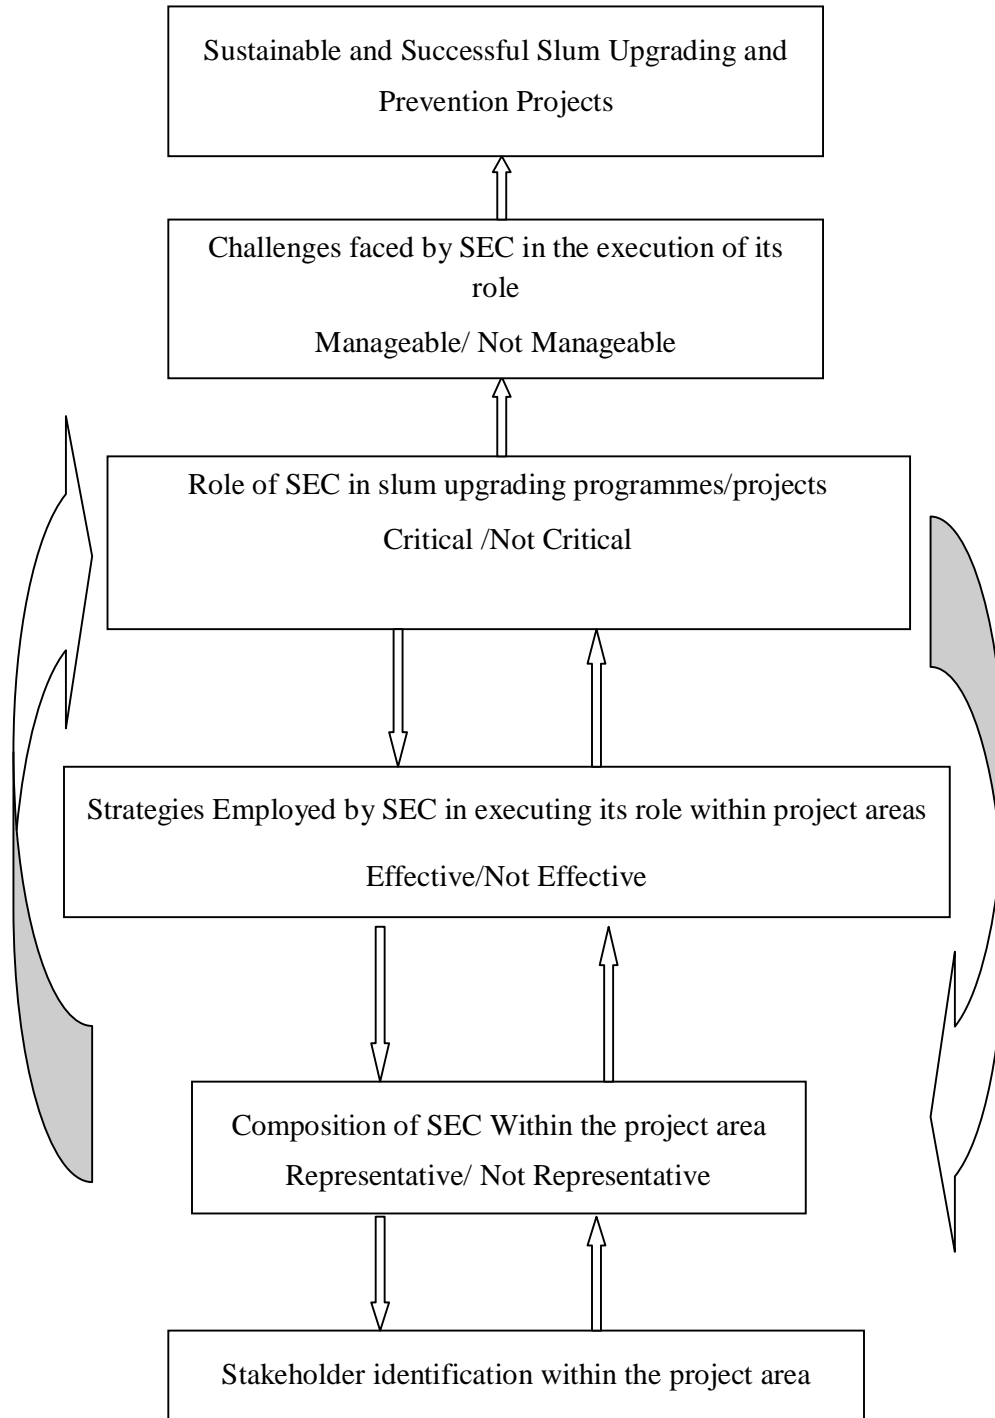 Sustainable and Successful Slum Upgrading and
Prevention Projects
Challenges faced by SEC in the execution of its
role
Manageable/ Not Manageable
Role of SEC in slum upgrading programmes/projects
Critical /Not Critical
Strategies Employed by SEC in executing its role within project areas
Effective/Not Effective
Composition of SEC Within the project area
Representative/ Not Representative
Stakeholder identification within the project area